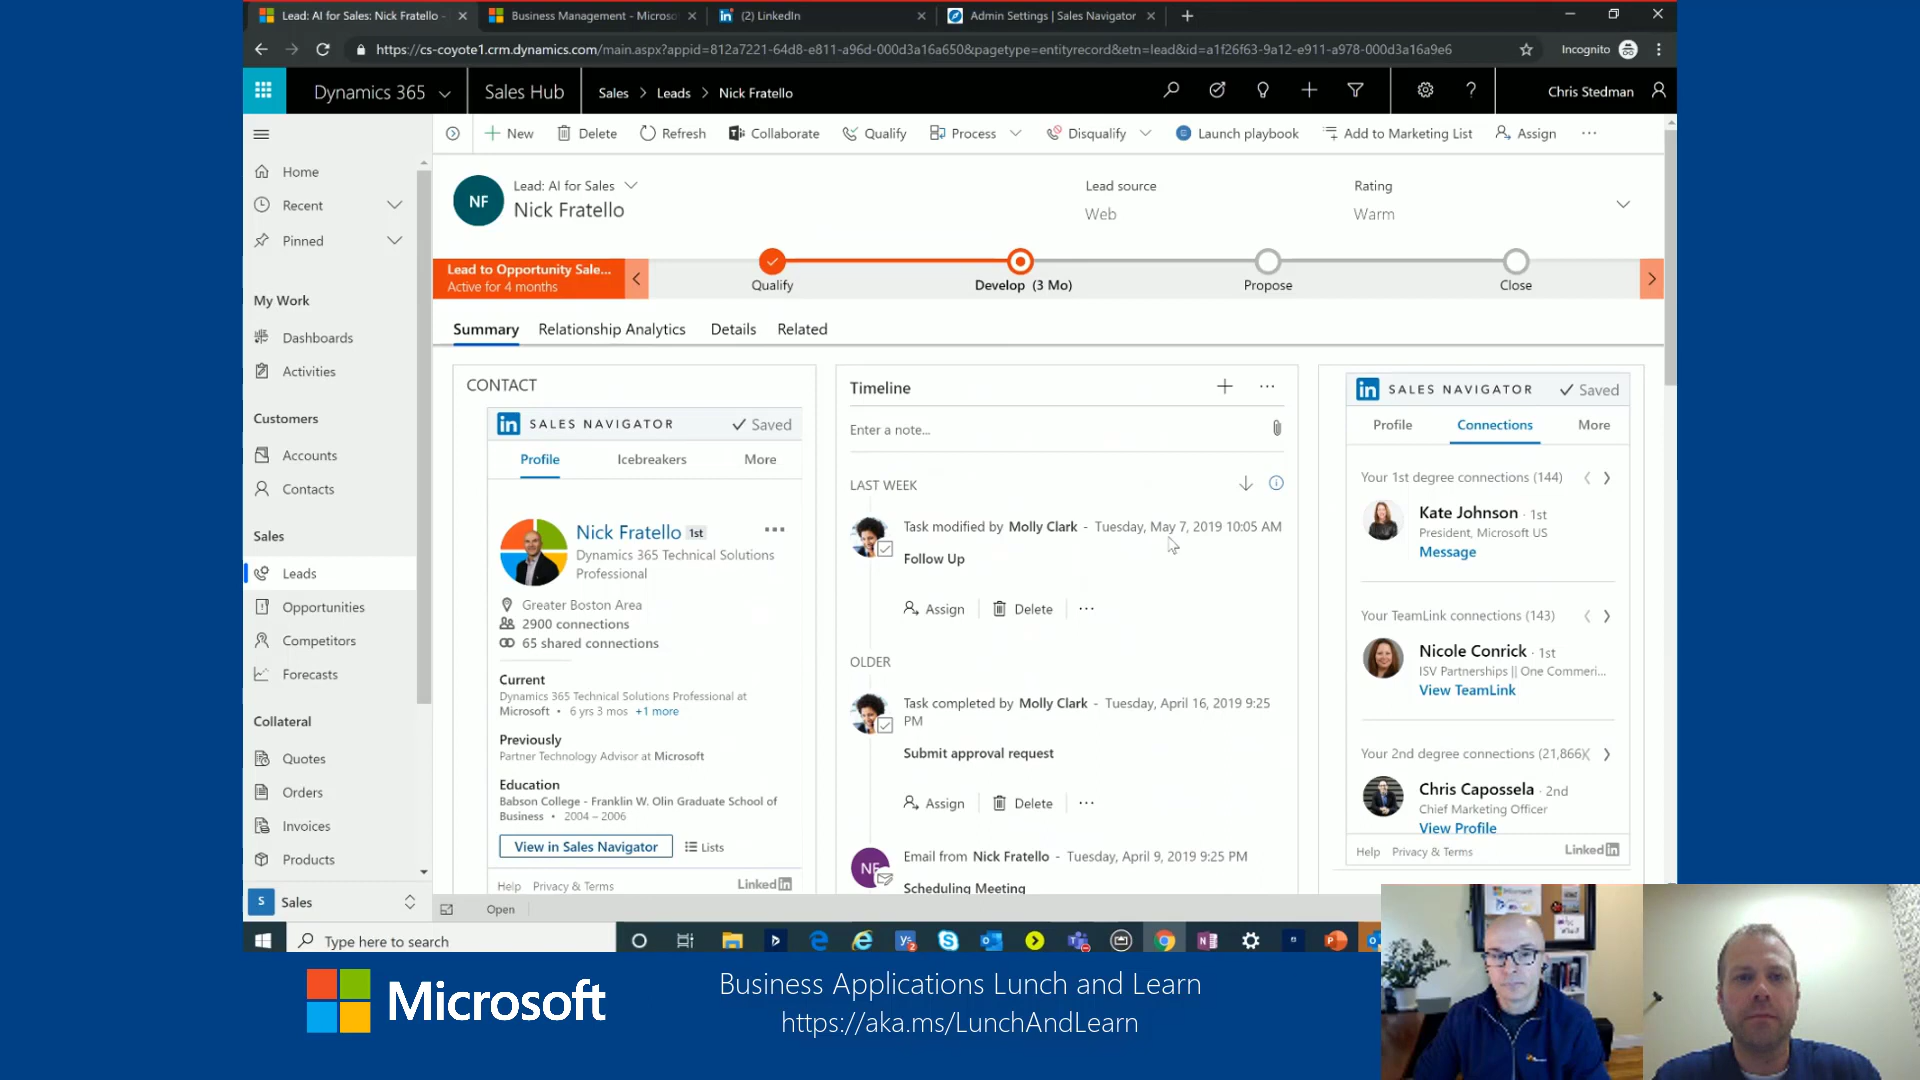 Lead: AI for Sales: Nick Fratello -
Business Management - Microso
(2) LinkedIn
Admin Settings | Sales Navigator
https://cs-coyote1.crm.dynamics.com/main.aspx?appid=812a7221-64d8-e811-a96d-000d3a16a650&pagetype=entityrecord&etn=lead&id=a1f26f63-9a12-e911-a978-000d3a16a9e6
Incognito
Dynamics 365
Sales Hub
Sales > Leads > Nick Fratello
Chris Stedman
New
Delete
Refresh
Collaborate
Qualify
Process
Disqualify
Launch playbook
Add to Marketing List
Assign
Home
Recent
Pinned
My Work
Dashboards
Activities
Customers
Accounts
Contacts
Sales
Leads
Opportunities
Competitors
Forecasts
Collateral
Quotes
Orders
Invoices
Products
S Sales
NF
Lead: AI for Sales
Nick Fratello
Lead source
Web
Rating
Warm
Lead to Opportunity Sale...
Active for 4 months
Qualify
Develop (3 Mo)
Propose
Close
Summary
Relationship Analytics
Details
Related
CONTACT
in SALES NAVIGATOR
Saved
Profile
Icebreakers
More
Nick Fratello 1st
Dynamics 365 Technical Solutions
Professional
Greater Boston Area
2900 connections
65 shared connections
Current
Dynamics 365 Technical Solutions Professional at
Microsoft • 6 yrs 3 mos +1 more
Previously
Partner Technology Advisor at Microsoft
Education
Babson College - Franklin W. Olin Graduate School of
Business • 2004 – 2006
View in Sales Navigator
Lists
Help Privacy & Terms
Linked in
Timeline
Enter a note...
LAST WEEK
Task modified by Molly Clark - Tuesday, May 7, 2019 10:05 AM
Follow Up
Assign
Delete
OLDER
Task completed by Molly Clark - Tuesday, April 16, 2019 9:25
PM
Submit approval request
Assign
Delete
NF
Email from Nick Fratello - Tuesday, April 9, 2019 9:25 PM
Scheduling Meeting
in SALES NAVIGATOR
Saved
Profile
Connections
More
Your 1st degree connections (144)
Kate Johnson · 1st
President, Microsoft US
Message
Your TeamLink connections (143)
Nicole Conrick · 1st
ISV Partnerships || One Commeri...
View TeamLink
Your 2nd degree connections (21,866)
Chris Capossela · 2nd
Chief Marketing Officer
View Profile
Help Privacy & Terms
Linked in
Open
Type here to search
Microsoft
Business Applications Lunch and Learn
https://aka.ms/LunchAndLearn